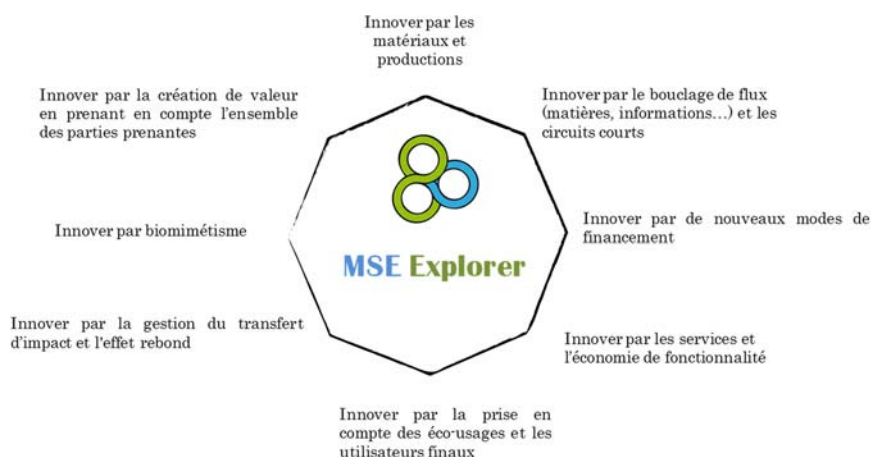 Innover par les
matériaux et
productions
Innover par la création de valeur
en prenant en compte l'ensemble
des parties prenantes
Innover par le bouclage de flux
(matières, informations...) et les
circuits courts
Innover par biomimétisme
Innover par de nouveaux modes de
financement
MSE Explorer
Innover par la gestion du transfert
d'impact et l'effet rebond
Innover par les services et
l'économie de fonctionnalité
Innover par la prise en
compte des éco-usages et les
utilisateurs finaux